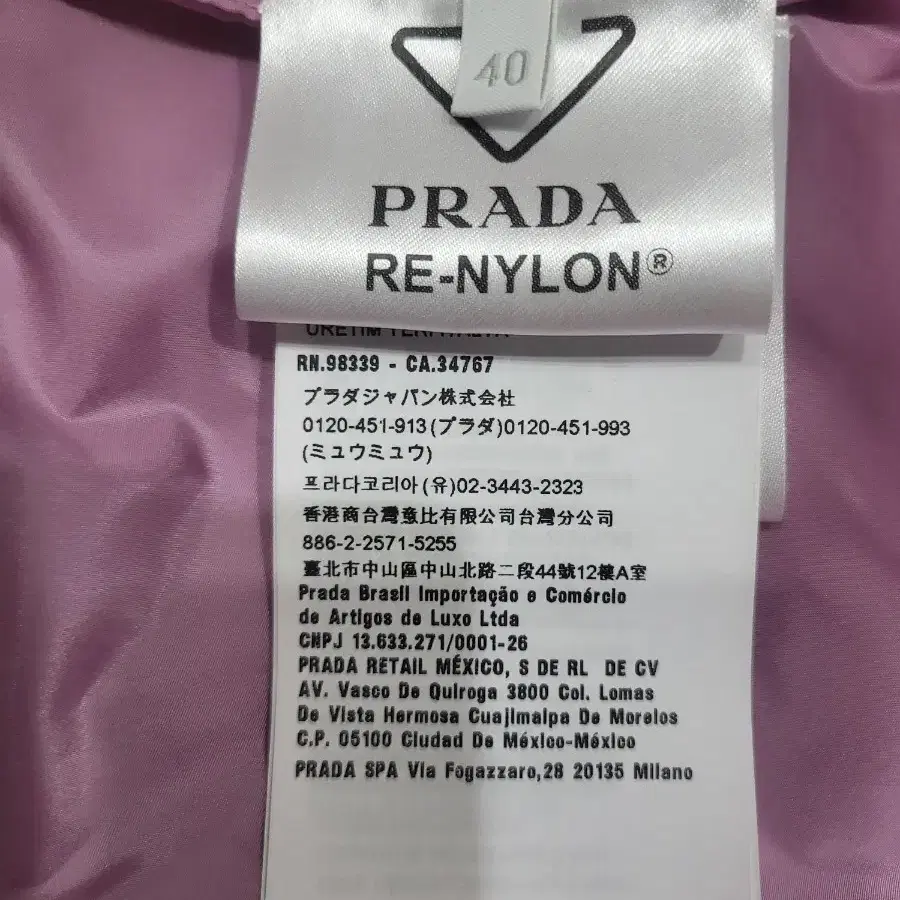 40
PRADA
RE-NYLON®
RN.98339 - CA.34767
プラダジャパン株式会社
0120-451-913(プラダ)0120-451-993
(ミュウミュウ)
프라다코리아(유)02-3443-2323
香港商台灣意比有限公司台灣分公司
886-2-2571-5255
臺北市中山區中山北路二段44號12樓A室
Prada Brasil Importação e Comércio
de Artigos de Luxo Ltda
CNPJ 13.633.271/0001-26
PRADA RETAIL MÉXICO, S DE RL DE CV
AV. Vasco De Quiroga 3800 Col. Lomas
De Vista Hermosa Cuajimalpa De Morelos
C.P. 05100 Ciudad De México-México
PRADA SPA Via Fogazzaro,28 20135 Milano